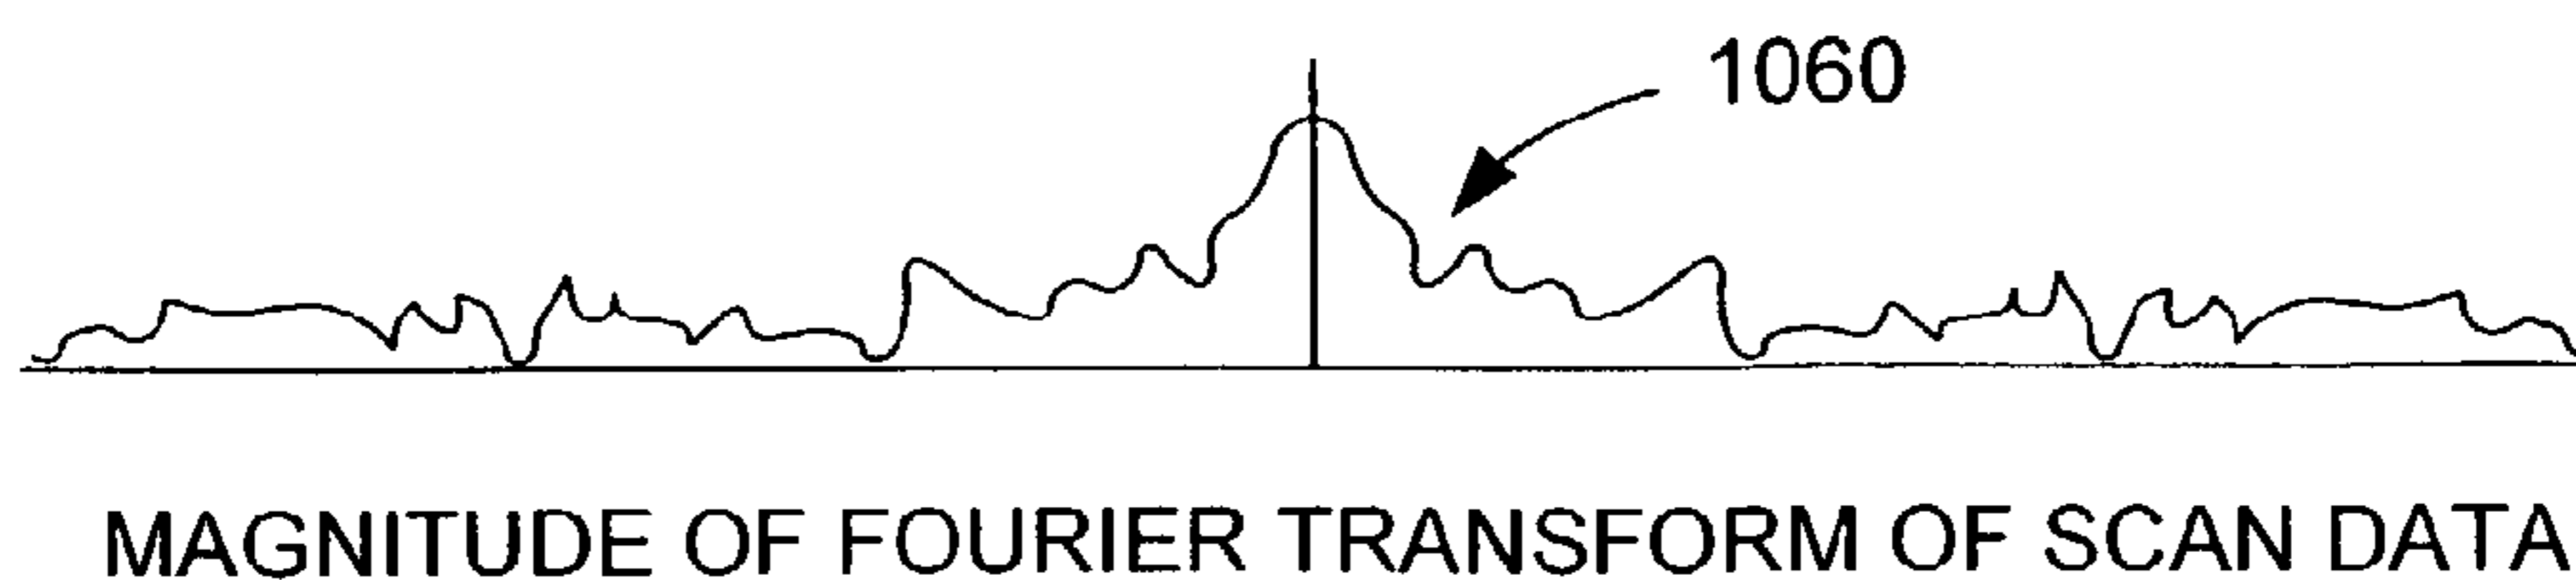 1060
MAGNITUDE OF FOURIER TRANSFORM OF SCAN DATA